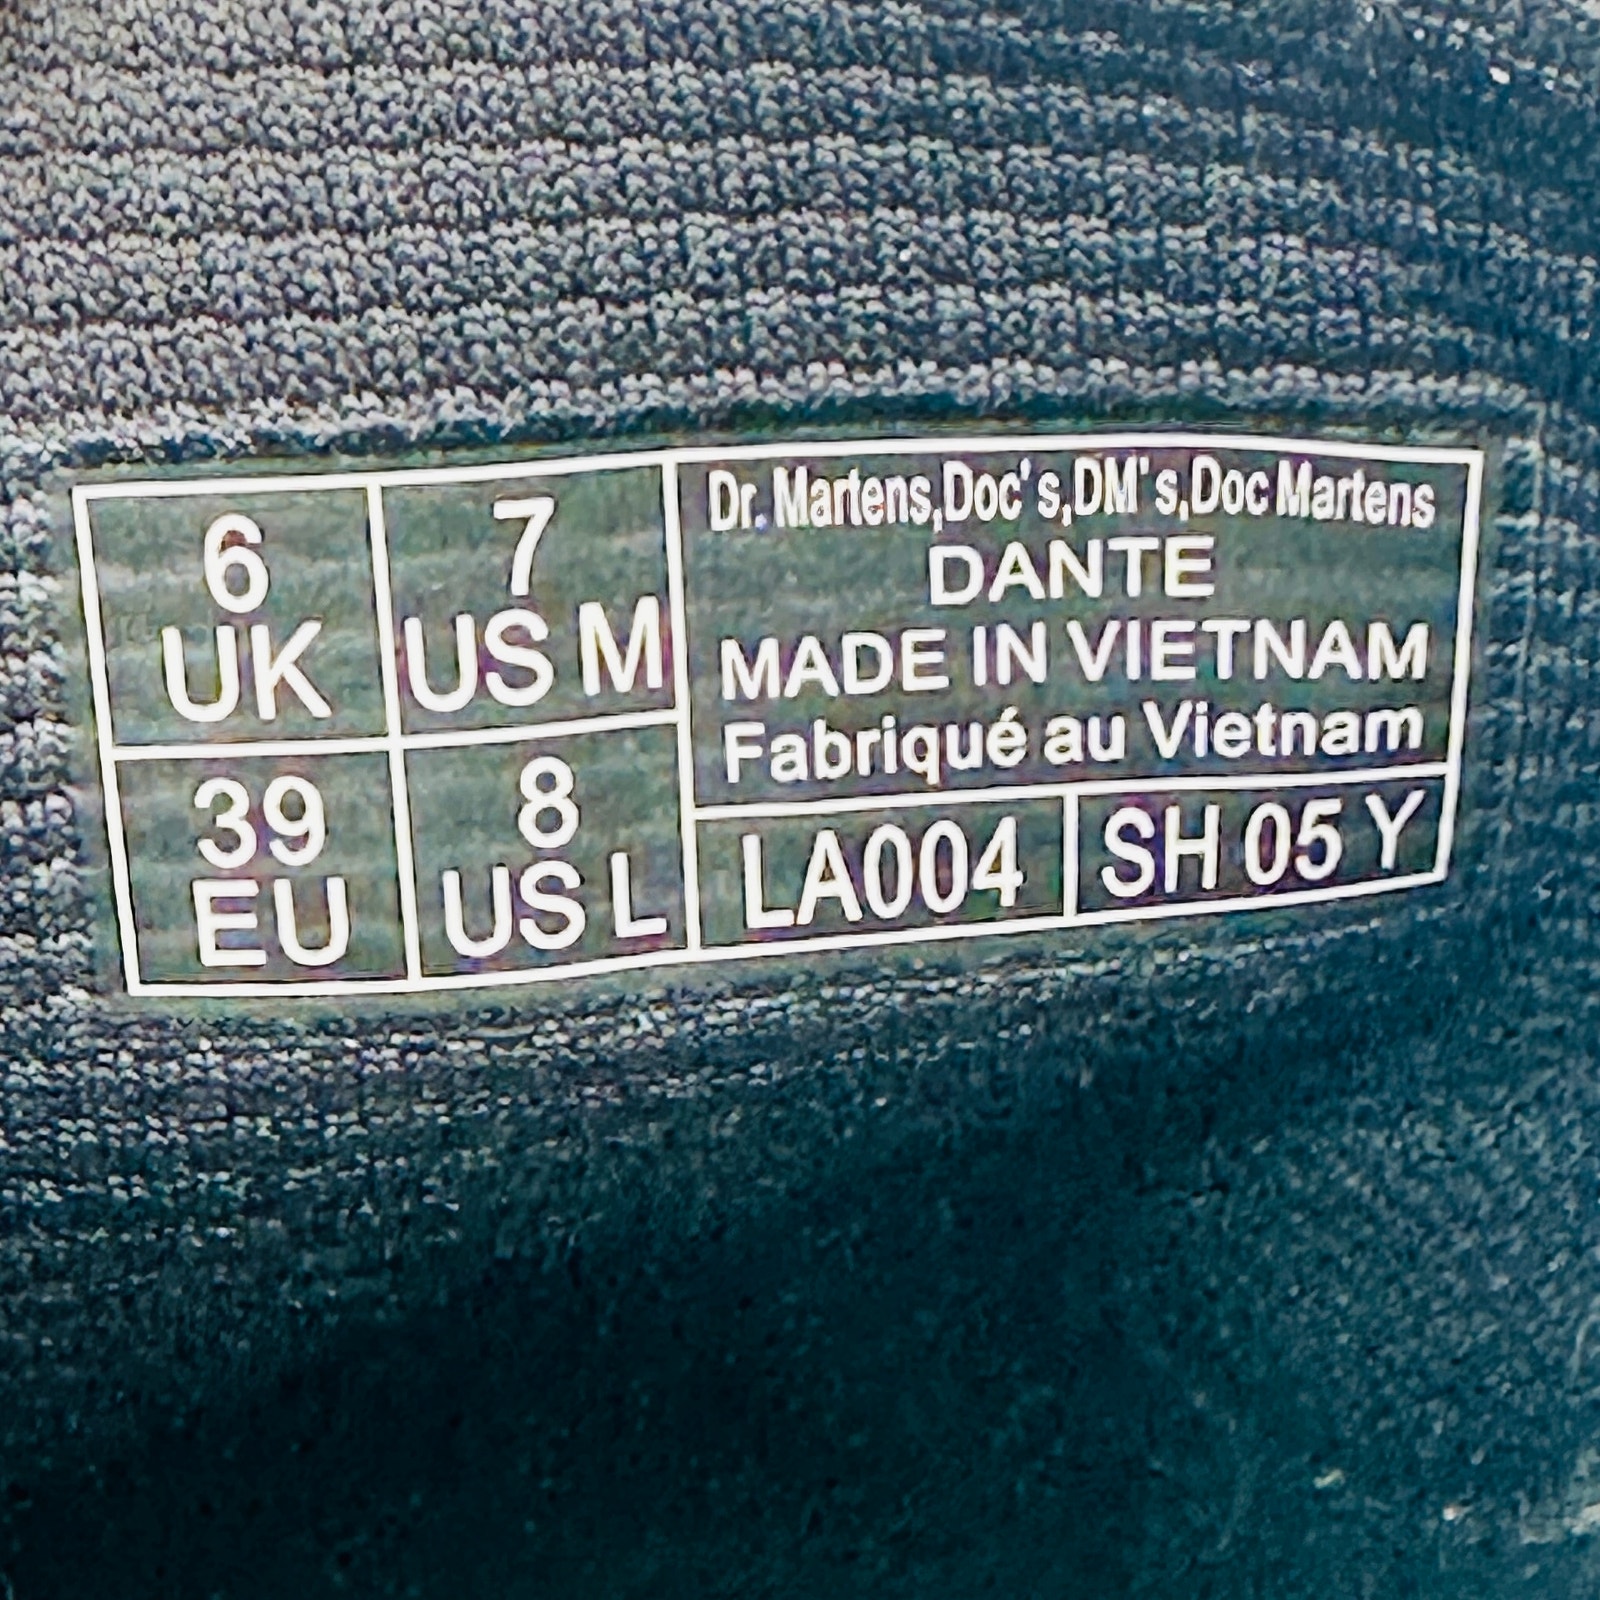 6
UK
7
US M
39
EU
8
US L
Dr. Martens,Doc's,DM's,Doc Martens
DANTE
MADE IN VIETNAM
Fabriqué au Vietnam
LA004
SH 05 Y